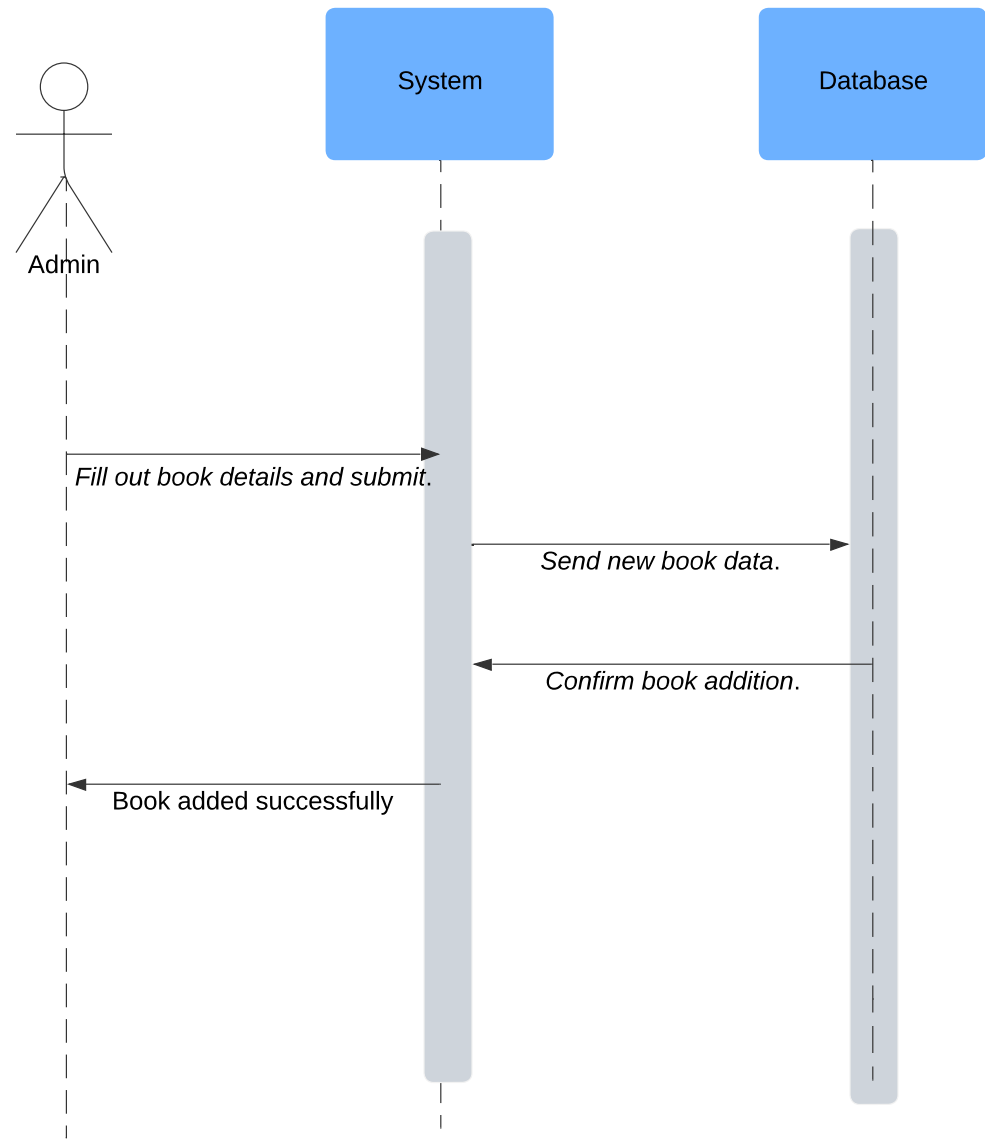 System
Database
Admin
Fill out book details and submit.
Send new book data.
Confirm book addition.
Book added successfully